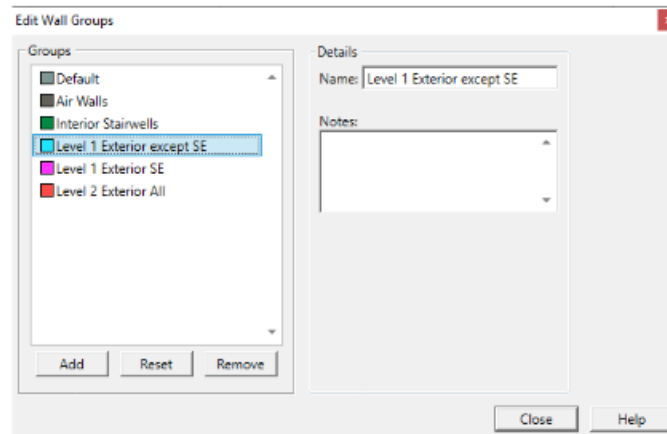 Edit Wall Groups
Groups
Default
Air Walls
Interior Stairwells
Level 1 Exterior except SE
Level 1 Exterior SE
Level 2 Exterior All
Add Reset Remove
Details
Name: Level 1 Exterior except SE
Notes:
Close Help